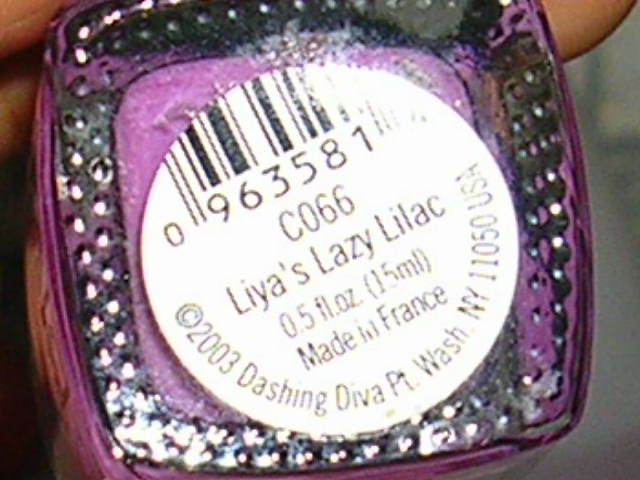 0 963581
C066
Liya's Lazy Lilac
0.5 fl.oz. (15ml)
Made in France
©2003 Dashing Diva Pt. Wash. NY 11050 USA